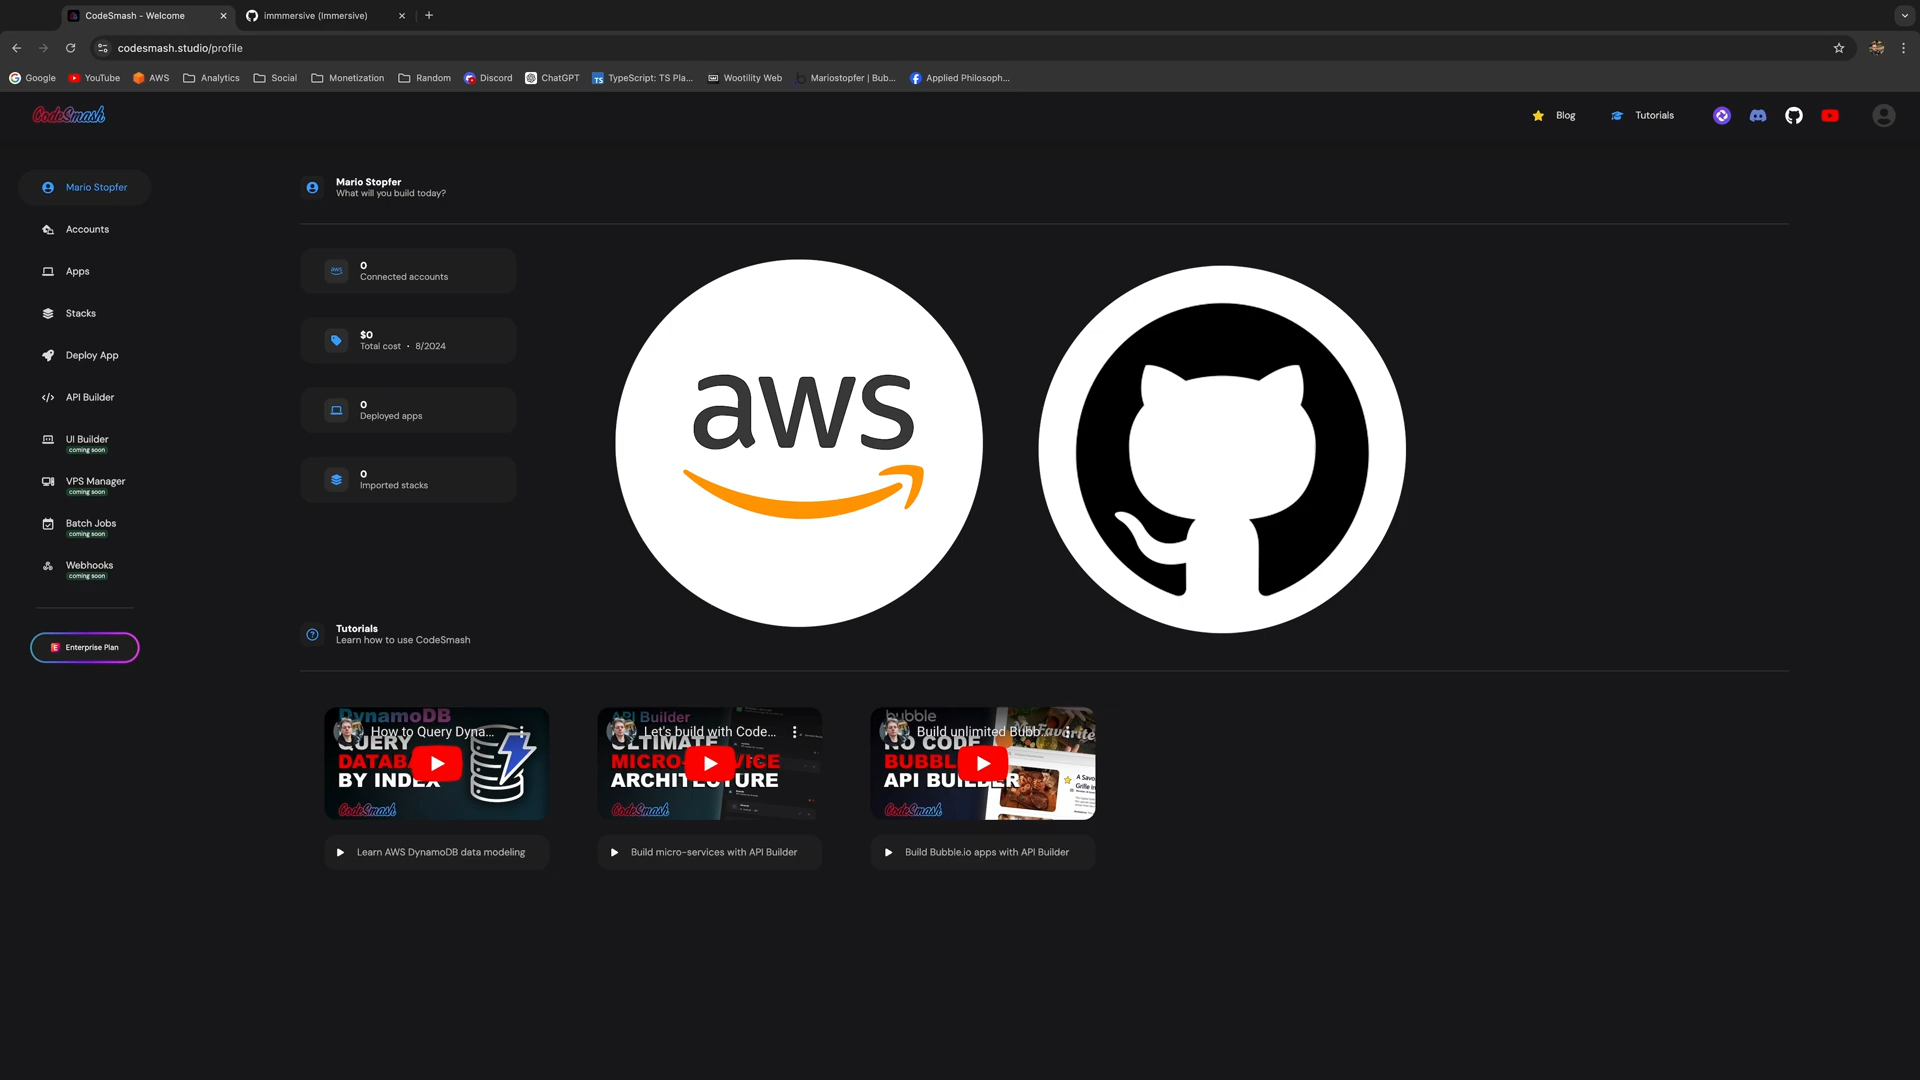 CodeSmash - Welcome
immmersive (Immersive)
codesmash.studio/profile
Google
YouTube
AWS
Analytics
Social
Monetization
Random
Discord
ChatGPT
TypeScript: TS Pla...
Wootility Web
Mariostopfer | Bub...
Applied Philosoph...
CodeSmash
Blog
Tutorials
Mario Stopfer
Accounts
Apps
Stacks
Deploy App
API Builder
UI Builder
coming soon
VPS Manager
coming soon
Batch Jobs
coming soon
Webhooks
coming soon
Enterprise Plan
Mario Stopfer
What will you build today?
aws
0
Connected accounts
$0
Total cost • 8/2024
0
Deployed apps
0
Imported stacks
aws
Tutorials
Learn how to use CodeSmash
DynamoDB
How to Query Dyna...
QUERY
BY INDEX
CodeSmash
Learn AWS DynamoDB data modeling
API Builder
Let's build with Code...
ULTIMATE
ARCHITECTURE
CodeSmash
Build micro-services with API Builder
bubble
Build unlimited Bubb...
NO CODE
API BUILDER
CodeSmash
Build Bubble.io apps with API Builder